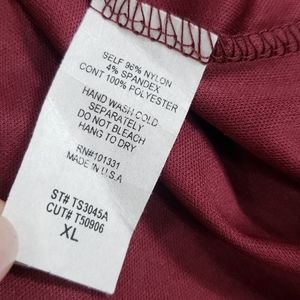 SELF 96% NYLON
4% SPANDEX
CONT 100% POLYESTER
HAND WASH COLD
SEPARATELY
DO NOT BLEACH
HANG TO DRY
RN#101331
MADE IN U.S.A
ST# TS3045A
CUT# T50906
XL